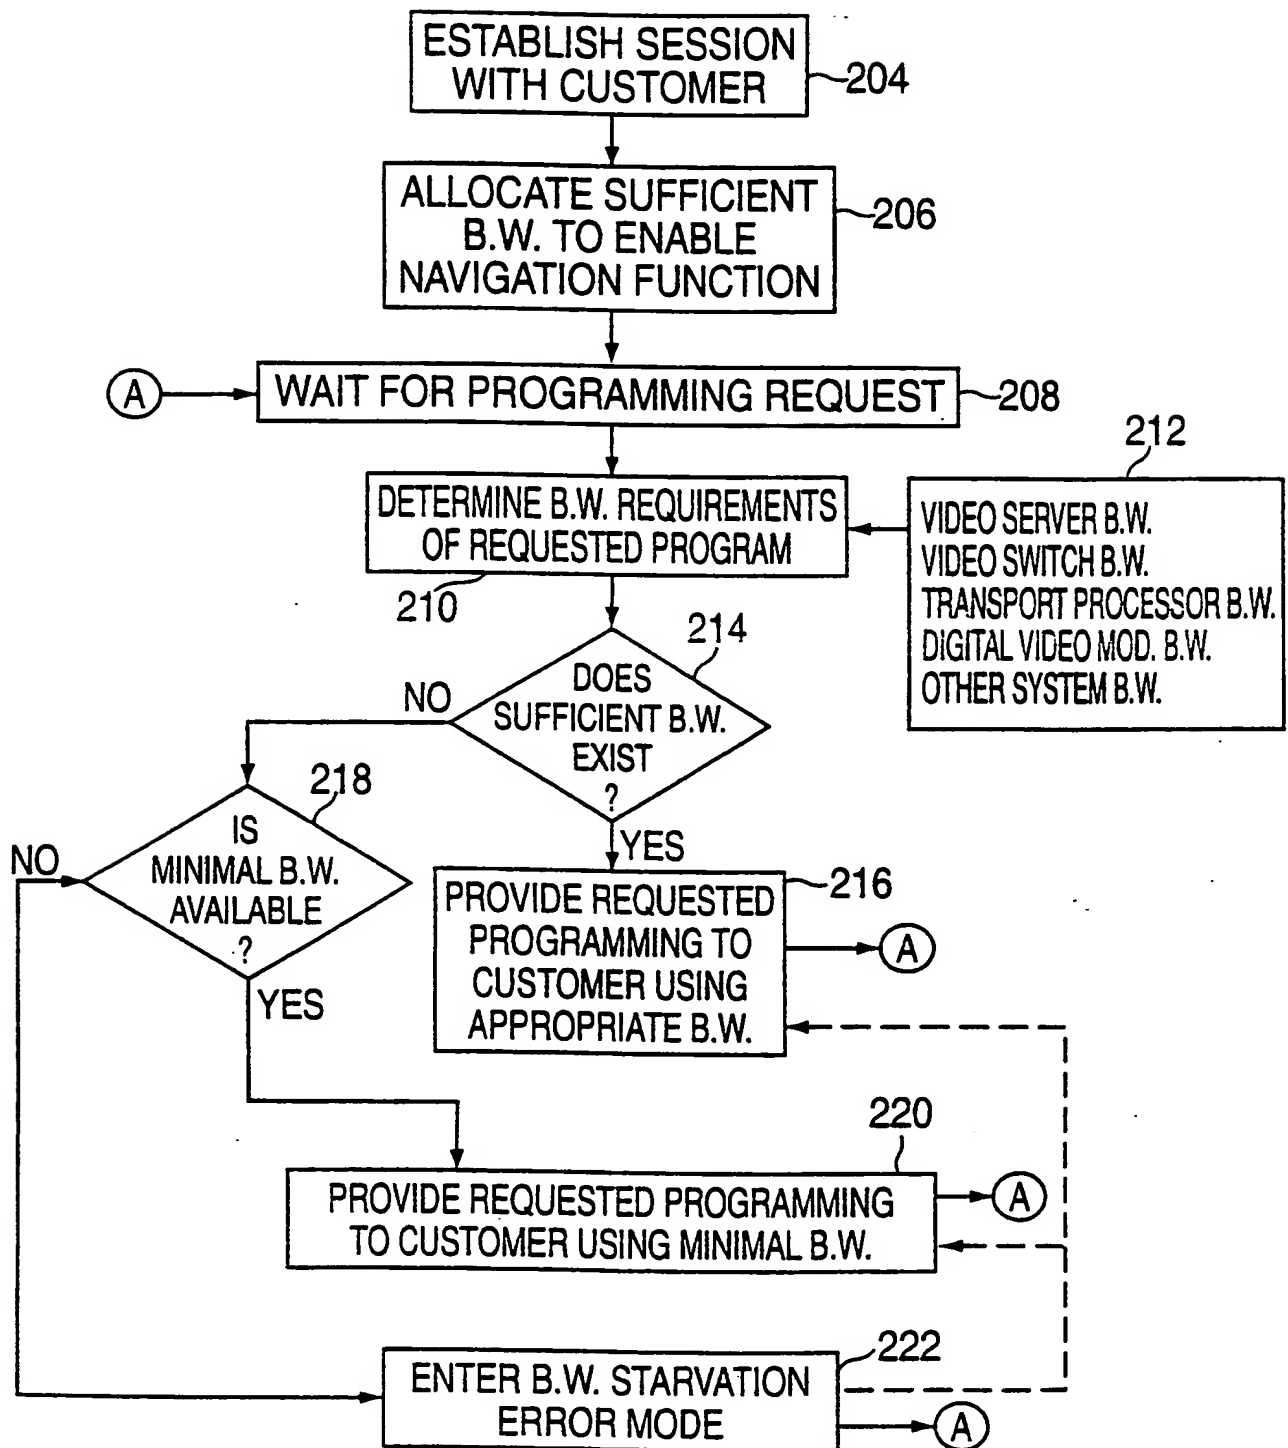 ESTABLISH SESSION
WITH CUSTOMER
204
ALLOCATE SUFFICIENT
B.W. TO ENABLE
NAVIGATION FUNCTION
206
A
WAIT FOR PROGRAMMING REQUEST
208
DETERMINE B.W. REQUIREMENTS
OF REQUESTED PROGRAM
210
212
VIDEO SERVER B.W.
VIDEO SWITCH B.W.
TRANSPORT PROCESSOR B.W.
DIGITAL VIDEO MOD. B.W.
OTHER SYSTEM B.W.
214
DOES
SUFFICIENT B.W.
EXIST
?
NO
YES
218
IS
MINIMAL B.W.
AVAILABLE
?
NO
YES
216
PROVIDE REQUESTED
PROGRAMMING TO
CUSTOMER USING
APPROPRIATE B.W.
A
220
PROVIDE REQUESTED PROGRAMMING
TO CUSTOMER USING MINIMAL B.W.
A
222
ENTER B.W. STARVATION
ERROR MODE
A